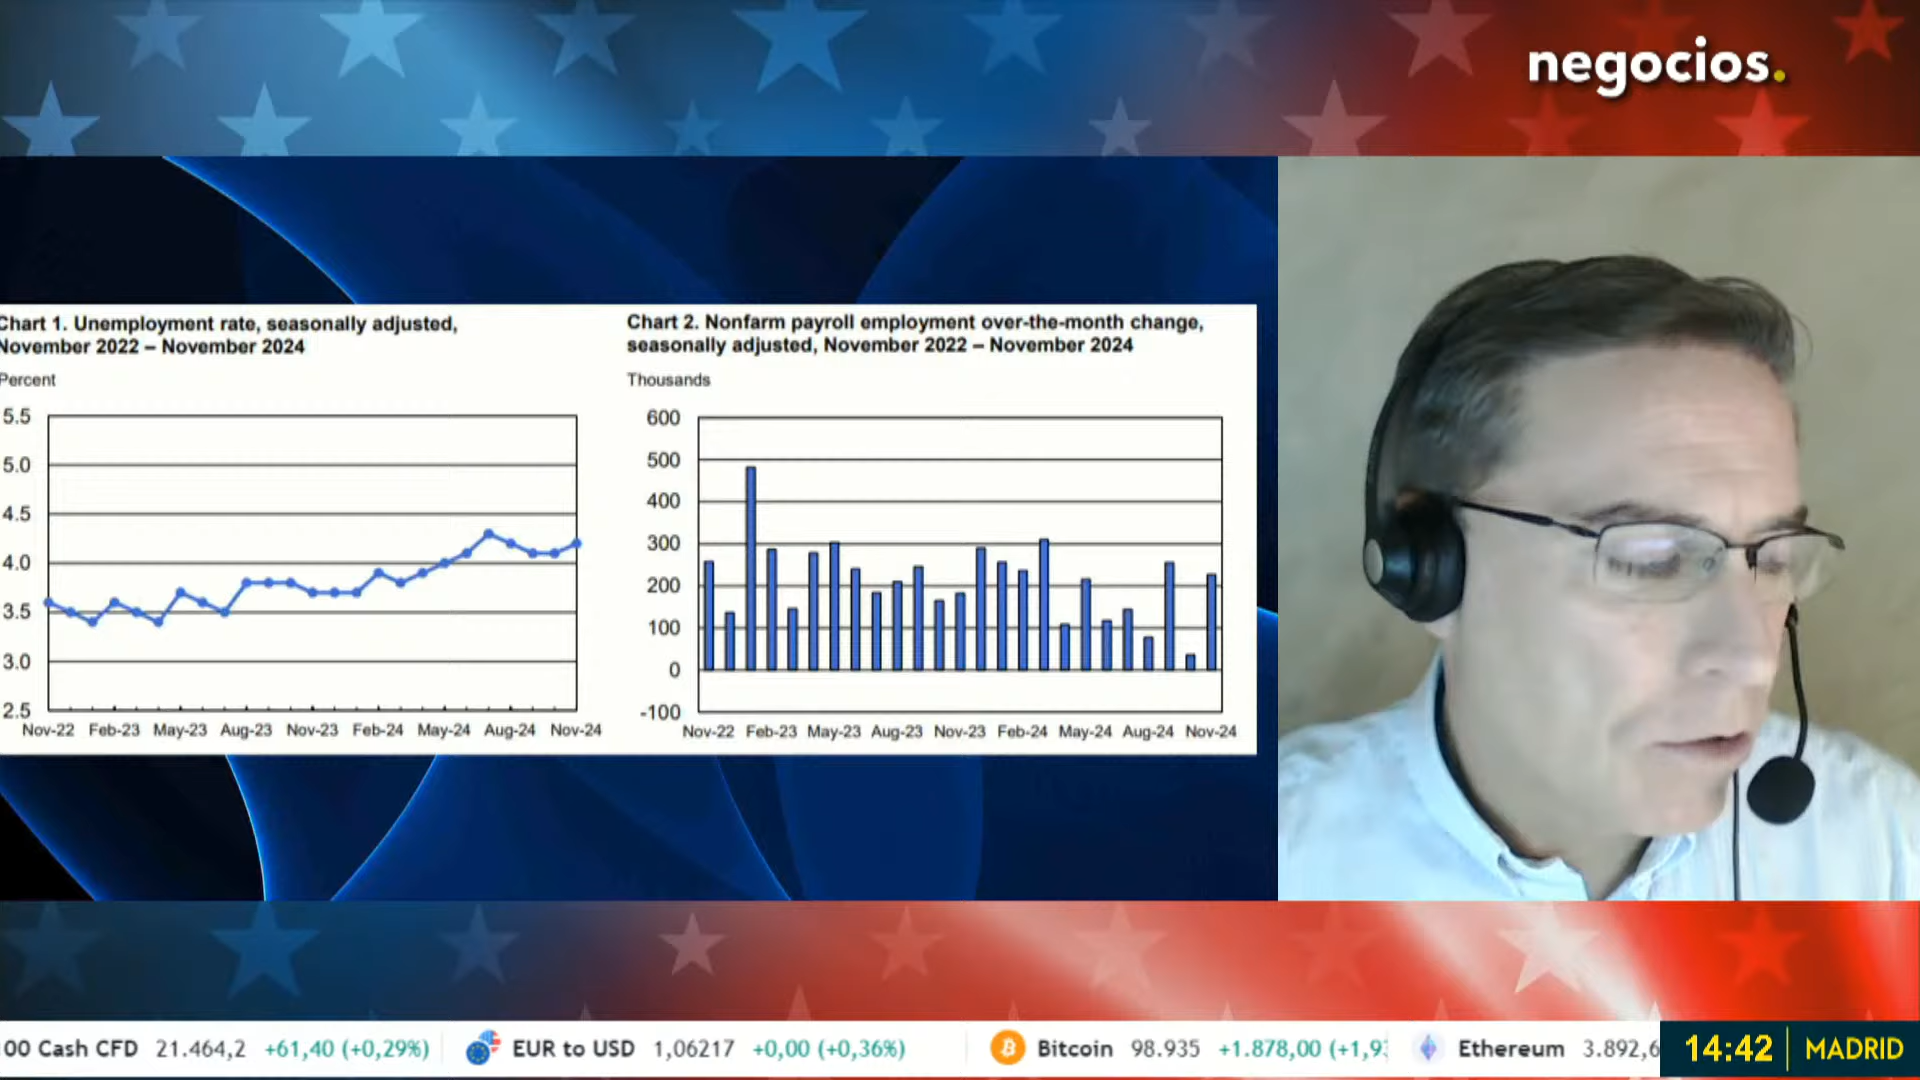 negocios.
Chart 1. Unemployment rate, seasonally adjusted,
November 2022 – November 2024
Percent
5.5
5.0
4.5
4.0
3.5
3.0
2.5
Nov-22 Feb-23 May-23 Aug-23 Nov-23 Feb-24 May-24 Aug-24 Nov-24
Chart 2. Nonfarm payroll employment over-the-month change,
seasonally adjusted, November 2022 – November 2024
Thousands
600
500
400
300
200
100
0
-100
Nov-22 Feb-23 May-23 Aug-23 Nov-23 Feb-24 May-24 Aug-24 Nov-24
00 Cash CFD 21.464,2 +61,40 (+0,29%) EUR to USD 1,06217 +0,00 (+0,36%) Bitcoin 98.935 +1.878,00 (+1,9 Ethereum 3.892,6 14:42 MADRID